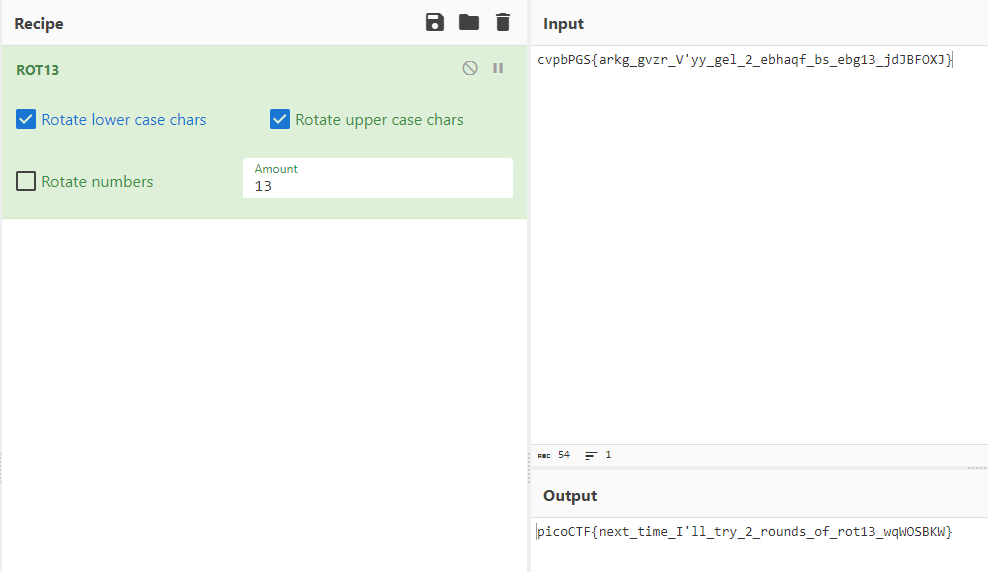 Recipe
ROT13
Rotate lower case chars
Rotate upper case chars
Rotate numbers
Amount
13
Input
cvpbPGS{arkg_gvzr_V'yy_gel_2_ebhaqf_bs_ebg13_jdJBFOXJ}
ABC 54 1
Output
picoCTF{next_time_I'll_try_2_rounds_of_rot13_wqWOSBKW}